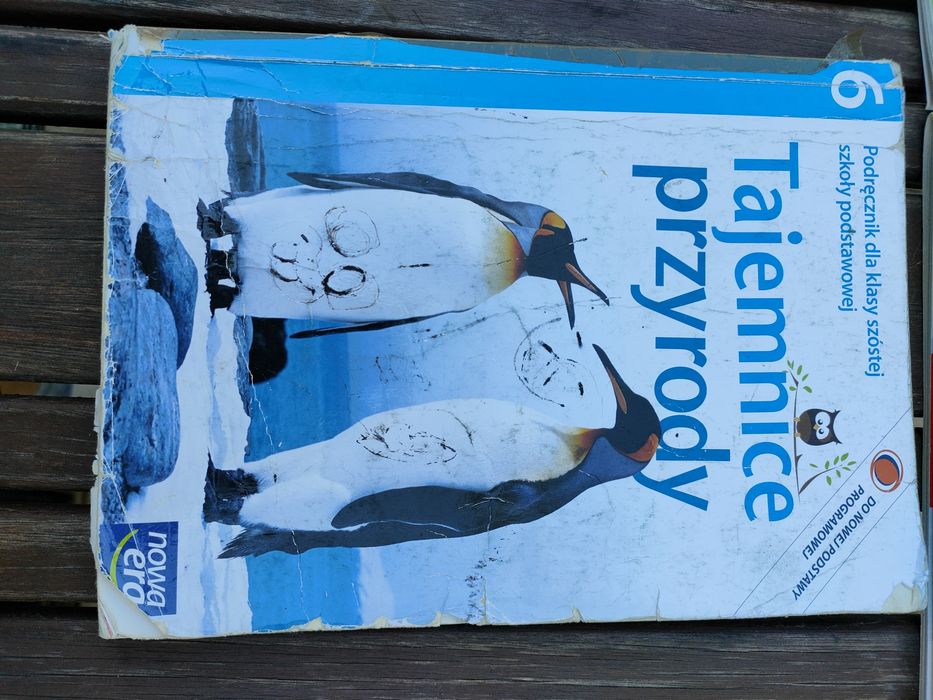 6
Podręcznik dla klasy szóstej
szkoły podstawowej
Tajemnice
przyrody
DO NOWEJ PODSTAWY
PROGRAMOWEJ
nowa
era